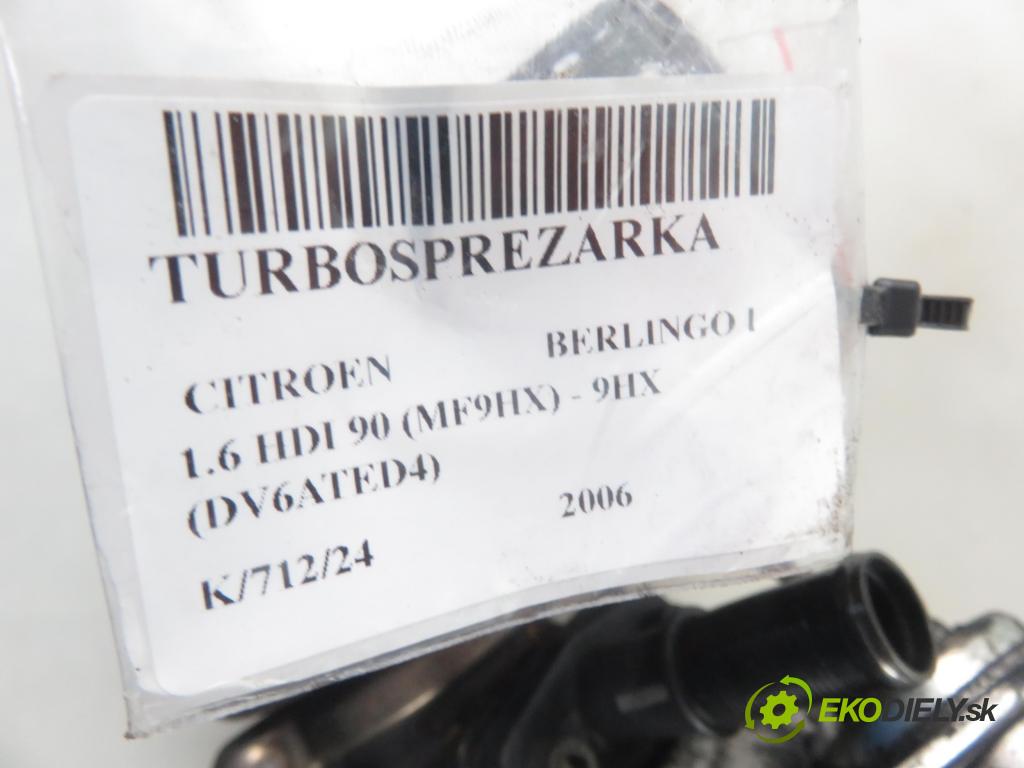 TURBOSPREZARKA
CITROEN BERLINGO I
1.6 HDI 90 (MF9HX) - 9HX
(DV6ATED4)
2006
K/712/24
EKODIELY.sk